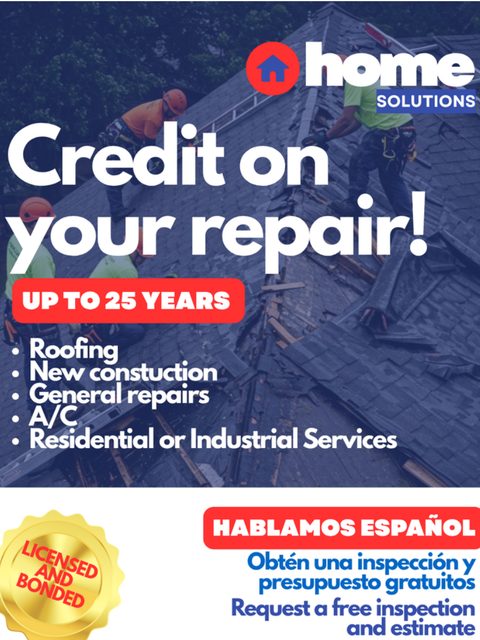 home
SOLUTIONS
Credit on
your repair!
UP TO 25 YEARS
• Roofing
• New constuction
• General repairs
• A/C
• Residential or Industrial Services
HABLAMOS ESPAÑOL
Obtén una inspección y
presupuesto gratuitos
Request a free inspection
and estimate
LICENSED
AND
BONDED